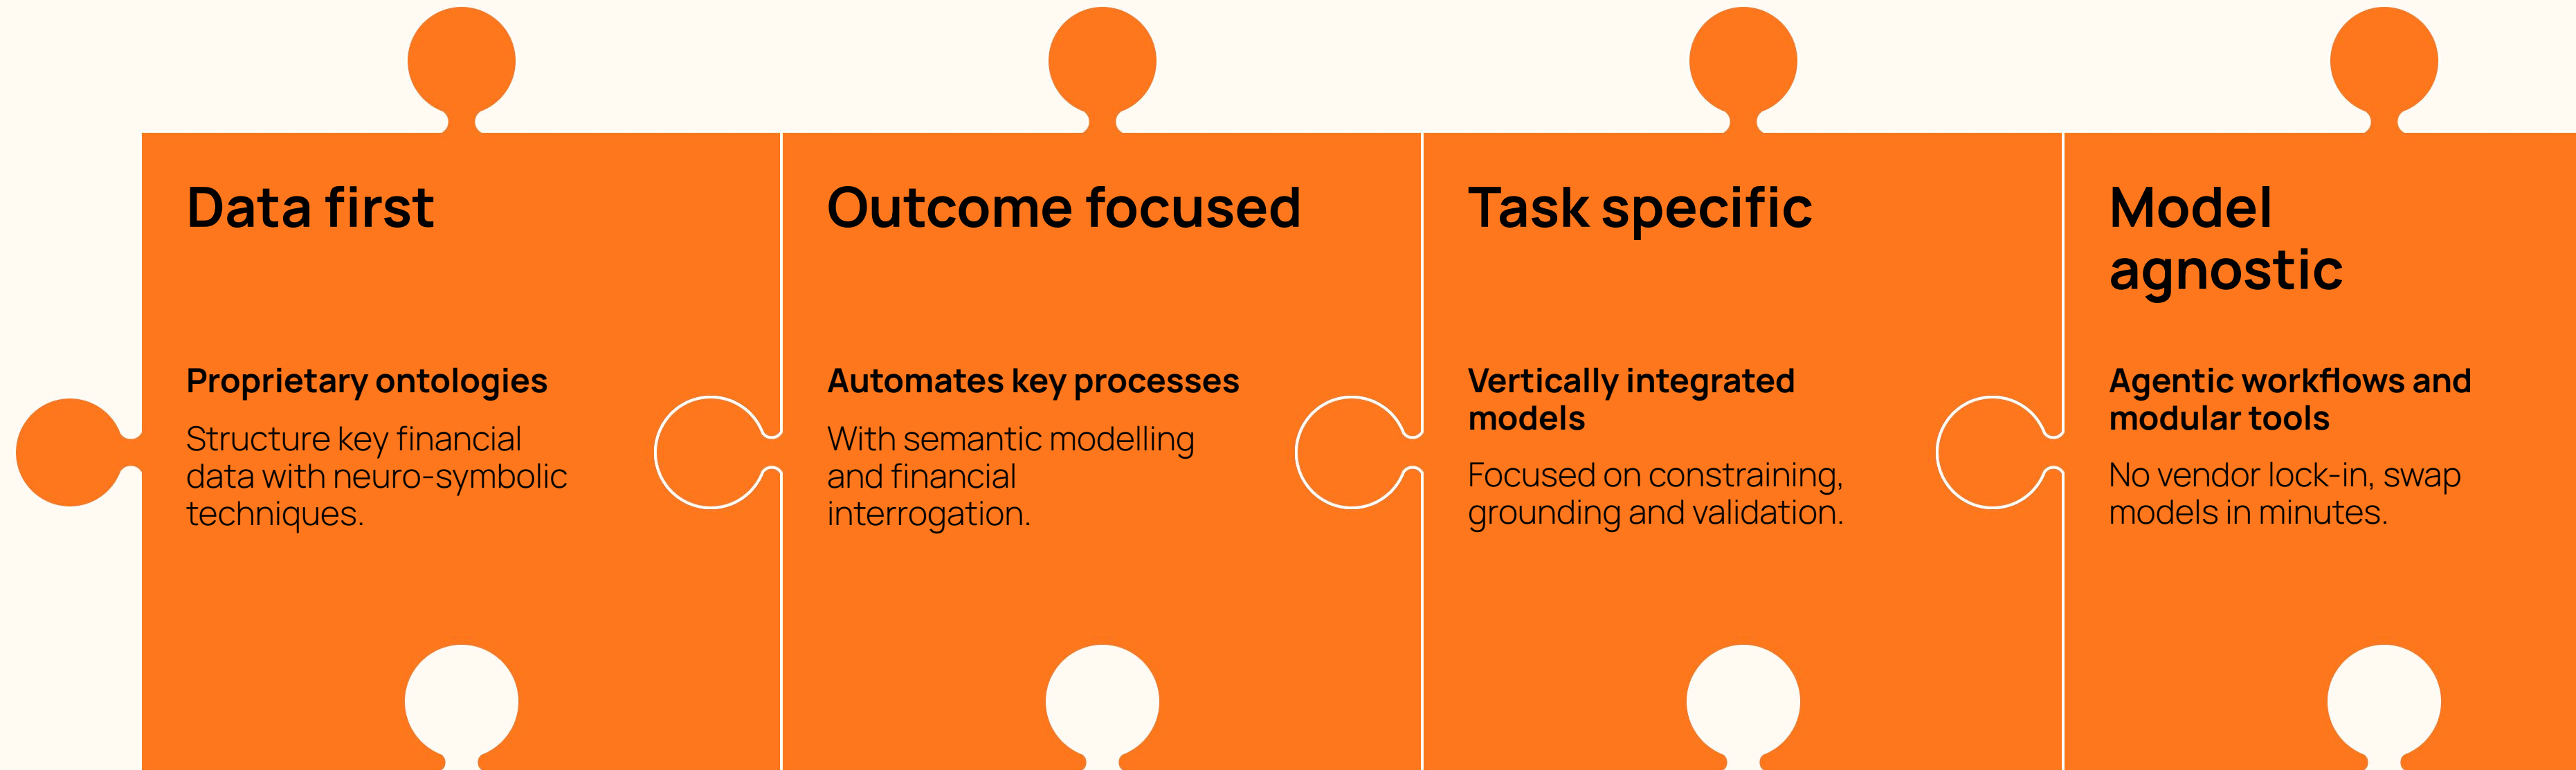 Data first
Proprietary ontologies
Structure key financial
data with neuro-symbolic
techniques.
Outcome focused
Automates key processes
With semantic modelling
and financial
interrogation.
Task specific
Vertically integrated
models
Focused on constraining,
grounding and validation.
Model
agnostic
Agentic workflows and
modular tools
No vendor lock-in, swap
models in minutes.